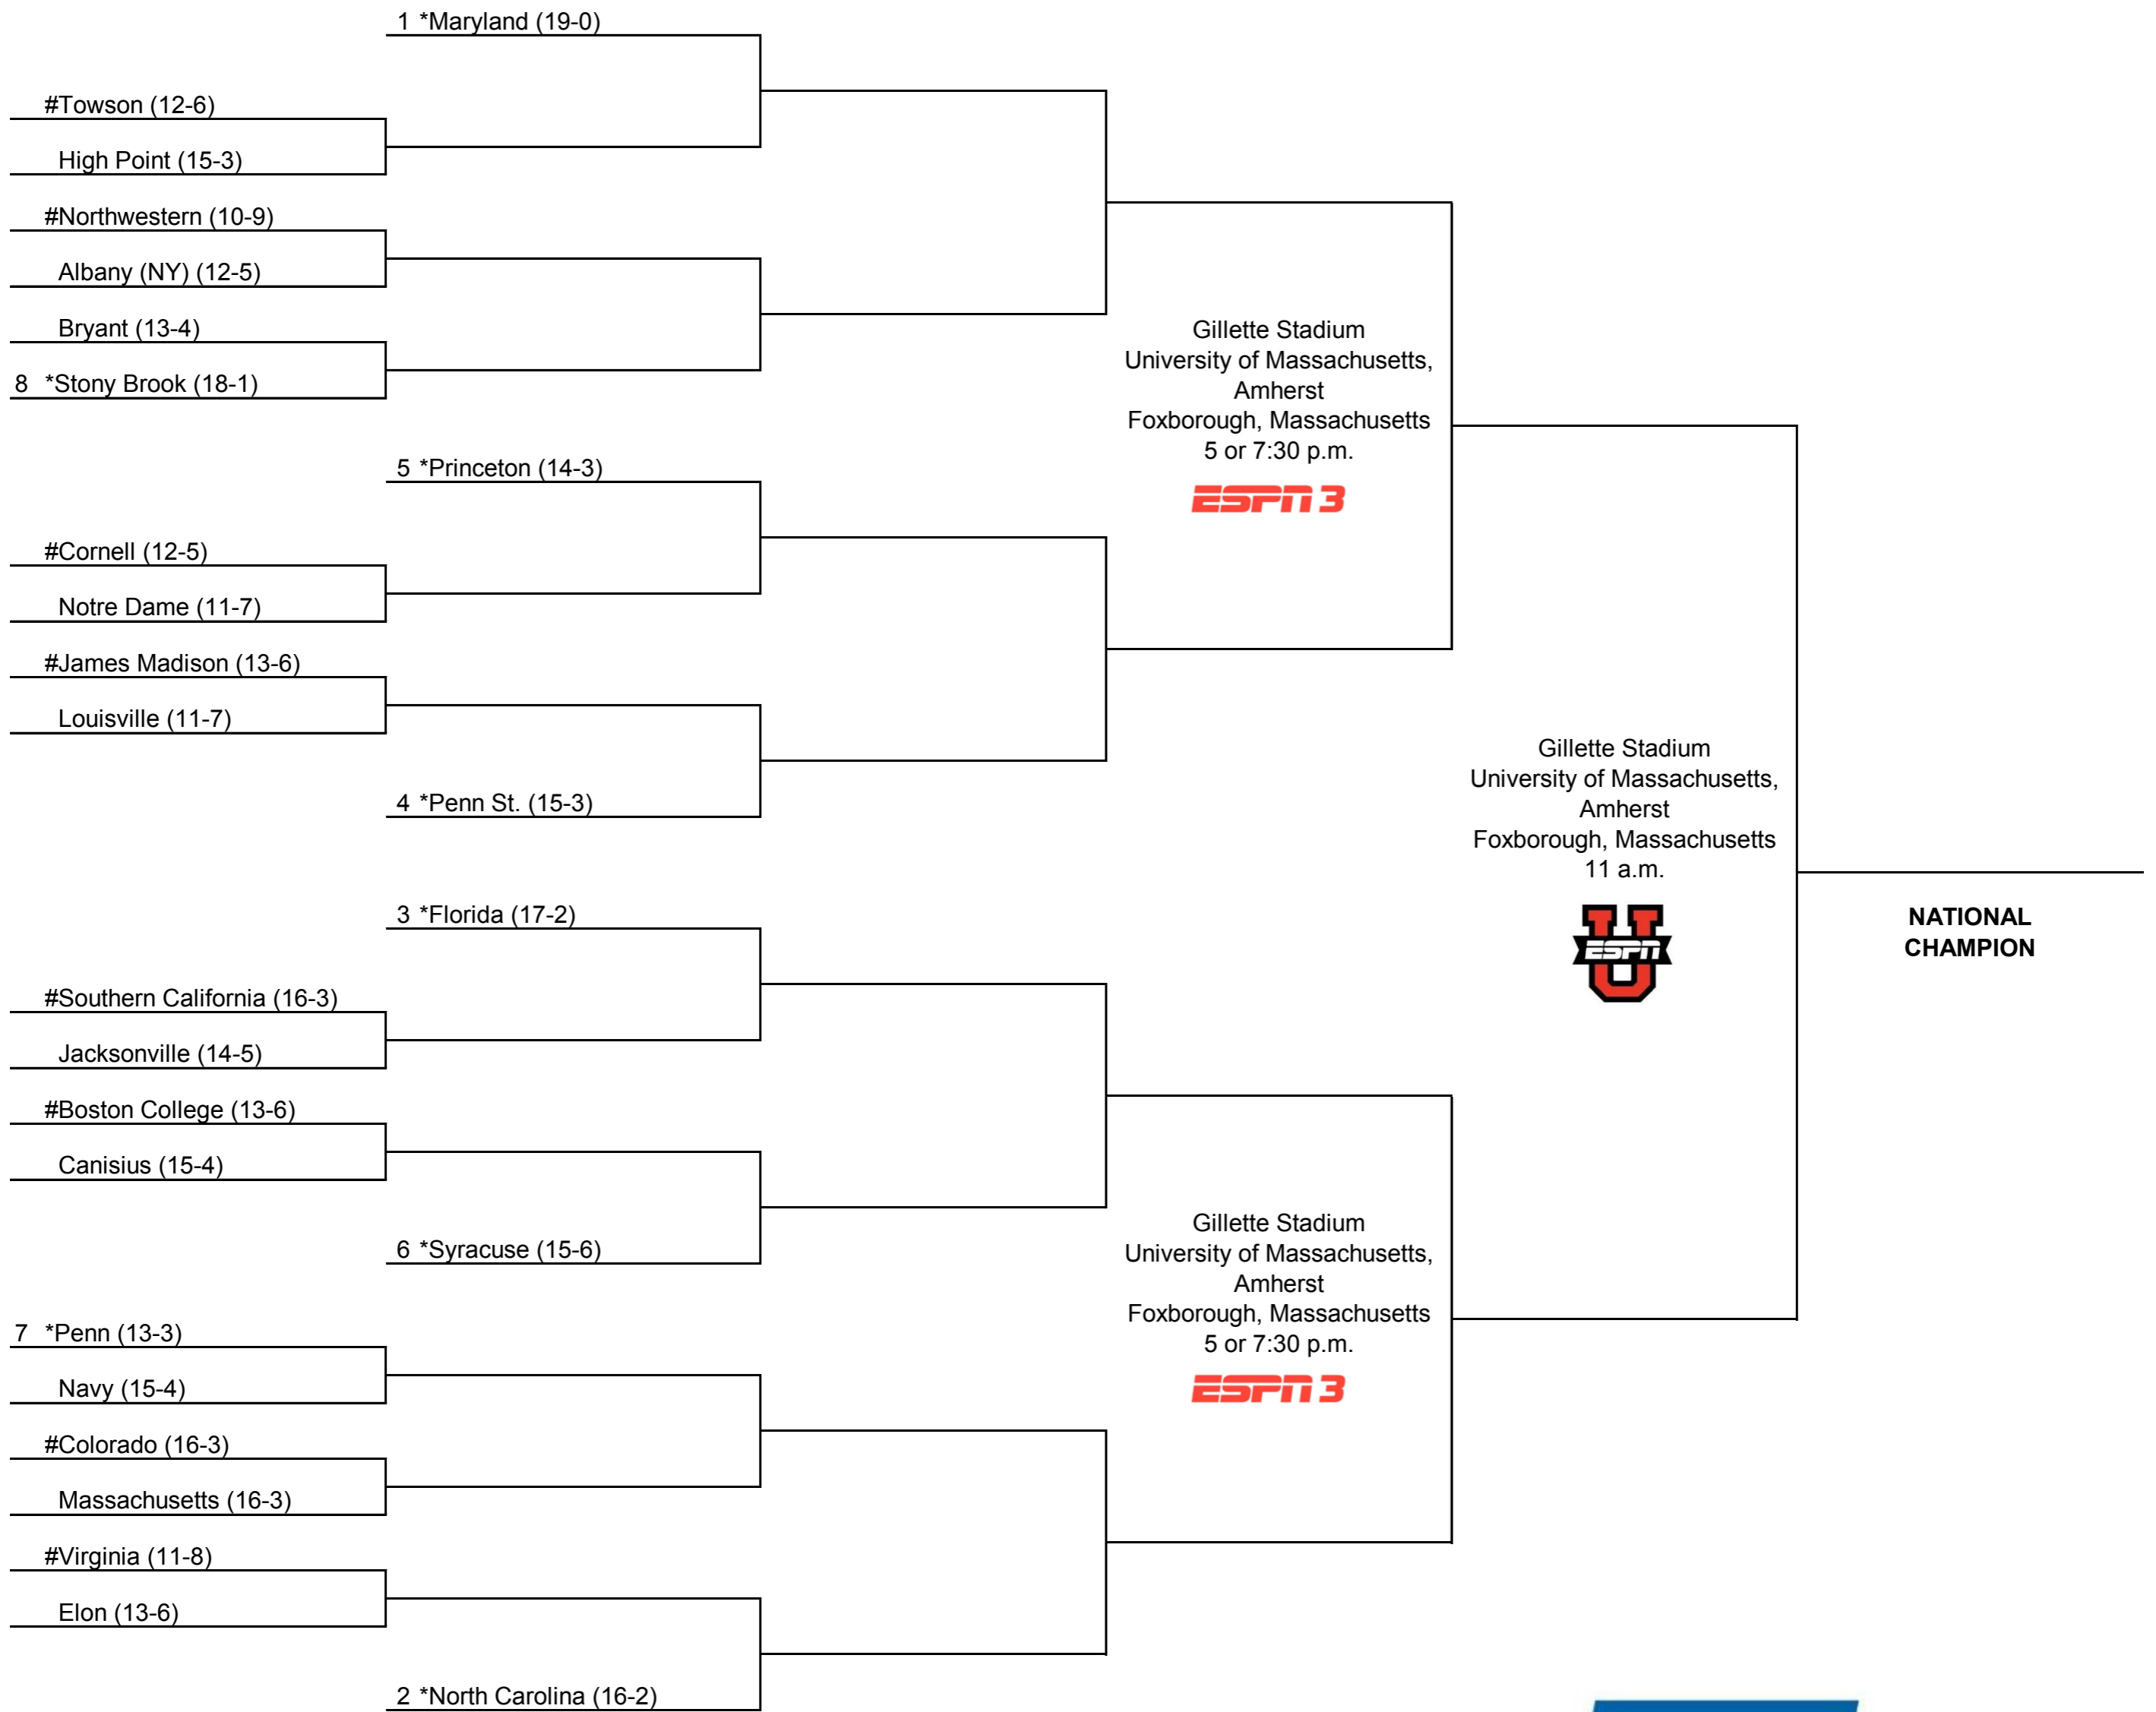 1 *Maryland (19-0)
#Towson (12-6)
High Point (15-3)
#Northwestern (10-9)
Albany (NY) (12-5)
Bryant (13-4)
8 *Stony Brook (18-1)
5 *Princeton (14-3)
#Cornell (12-5)
Notre Dame (11-7)
#James Madison (13-6)
Louisville (11-7)
4 *Penn St. (15-3)
Gillette Stadium
University of Massachusetts,
Amherst
Foxborough, Massachusetts
5 or 7:30 p.m.
ESPN3
3 *Florida (17-2)
#Southern California (16-3)
Jacksonville (14-5)
#Boston College (13-6)
Canisius (15-4)
6 *Syracuse (15-6)
7 *Penn (13-3)
Navy (15-4)
#Colorado (16-3)
Massachusetts (16-3)
#Virginia (11-8)
Elon (13-6)
2 *North Carolina (16-2)
Gillette Stadium
University of Massachusetts,
Amherst
Foxborough, Massachusetts
5 or 7:30 p.m.
ESPN3
Gillette Stadium
University of Massachusetts,
Amherst
Foxborough, Massachusetts
11 a.m.
ESPN
U
NATIONAL
CHAMPION